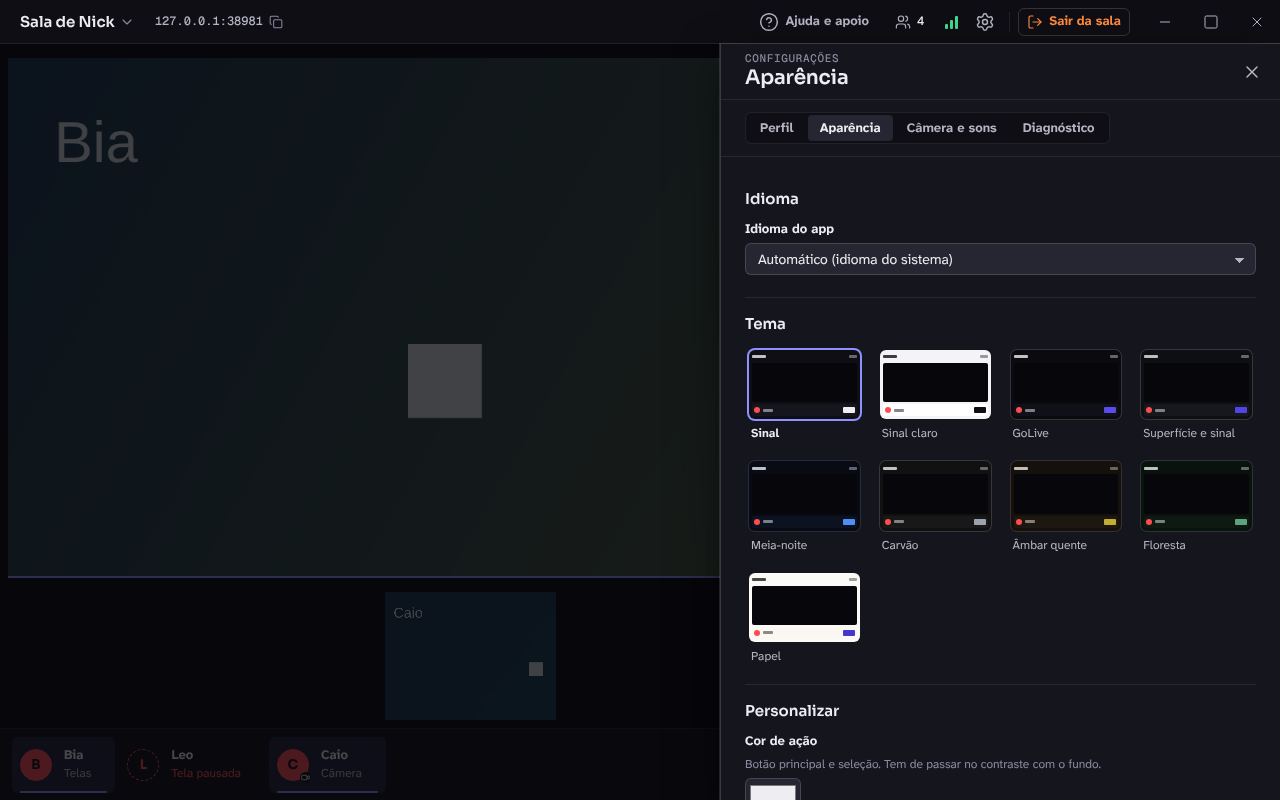 Sala de Nick
127.0.0.1:38981
Ajuda e apoio
4
Sair da sala
CONFIGURAÇÕES
Aparência
Perfil
Aparência
Câmera e sons
Diagnóstico
Idioma
Idioma do app
Automático (idioma do sistema)
Tema
Sinal
Sinal claro
GoLive
Superfície e sinal
Meia-noite
Carvão
Âmbar quente
Floresta
Papel
Personalizar
Cor de ação
Botão principal e seleção. Tem de passar no contraste com o fundo.
Bia
Caio
B
Bia
Telas
L
Leo
Tela pausada
C
Caio
Câmera